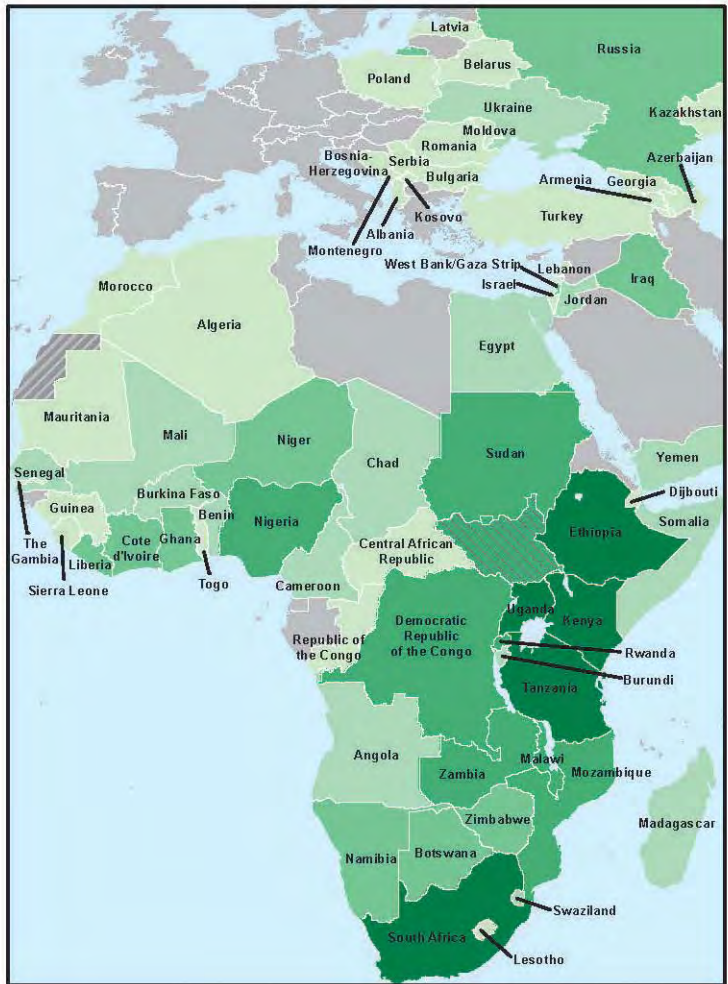 Latvia
Russia
Belarus
Poland
Ukraine
Kazakhstan
Moldova
Romania
Bosnia-
Herzegovina
Serbia
Azerbaijan
Bulgaria
Armenia
Georgia
Kosovo
Turkey
Albania
Montenegro
West Bank/Gaza Strip
Lebanon
Israel
Iraq
Jordan
Morocco
Algeria
Egypt
Mauritania
Mali
Niger
Sudan
Chad
Yemen
Senegal
Burkina Faso
Djibouti
Guinea
Benin
Nigeria
Ethiopia
Somalia
The
Gambia
Cote
d'Ivoire
Ghana
Central African
Republic
Liberia
Sierra Leone
Togo
Cameroon
Uganda
Kenya
Democratic
Republic
of the Congo
Republic of
the Congo
Rwanda
Burundi
Tanzania
Angola
Malawi
Zambia
Mozambique
Zimbabwe
Madagascar
Namibia
Botswana
Swaziland
South Africa
Lesotho